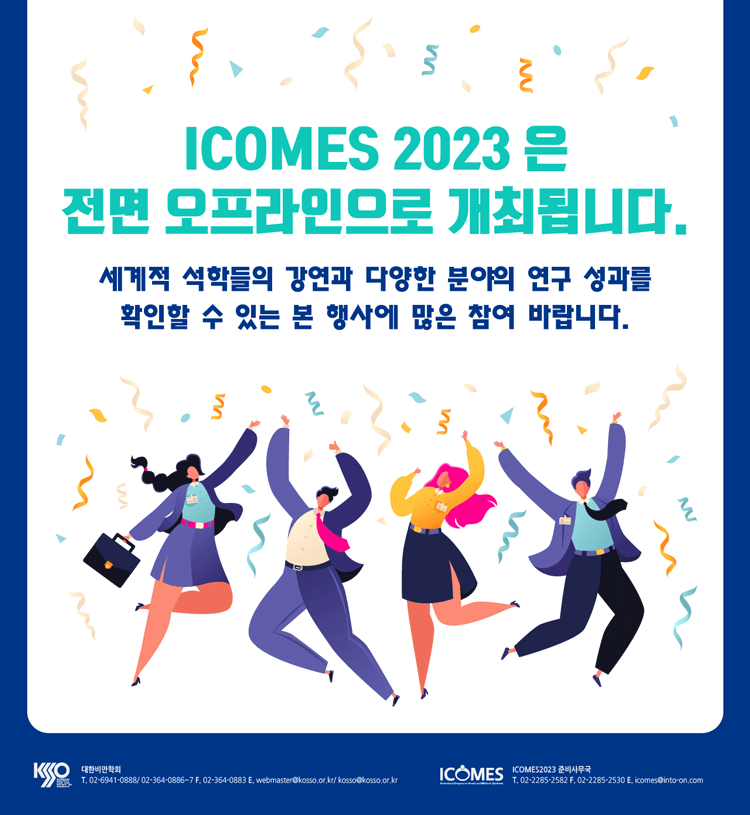 ICOMES 2023 은
전면 오프라인으로 개최됩니다.
세계적 석학들의 강연과 다양한 분야의 연구 성과를
확인할 수 있는 본 행사에 많은 참여 바랍니다.
KSSO
대한비만학회
T. 02-6941-0888/ 02-364-0886~7 F. 02-364-0883 E. webmaster@kosso.or.kr/ kosso@kosso.or.kr
ICOMES
ICOMES2023 준비사무국
T. 02-2285-2582 F. 02-2285-2530 E. icomes@into-on.com